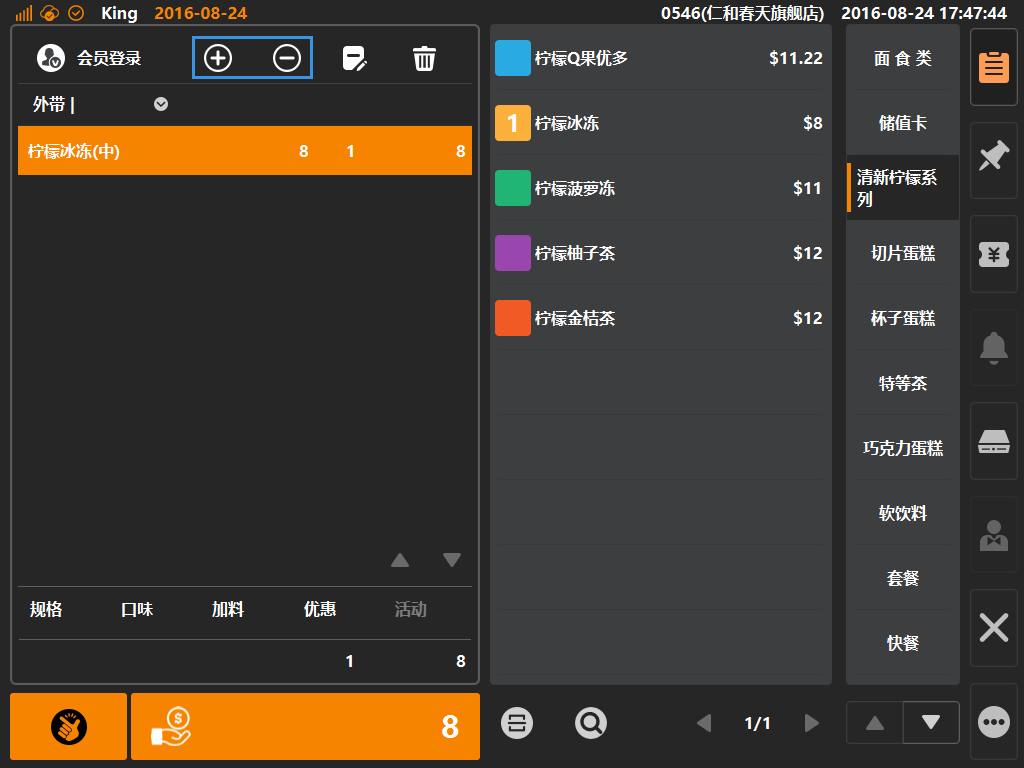 King 2016-08-24 0546(仁和春天旗舰店) 2016-08-24 17:47:44
会员登录
外带 |
柠檬冰冻(中) 8 1 8
规格 口味 加料 优惠 活动
1 8
$
8
柠檬Q果优多 $11.22
1 柠檬冰冻 $8
柠檬菠萝冻 $11
柠檬柚子茶 $12
柠檬金桔茶 $12
1/1
面 食 类
储值卡
清新柠檬系
列
切片蛋糕
杯子蛋糕
特等茶
巧克力蛋糕
软饮料
套餐
快餐
¥